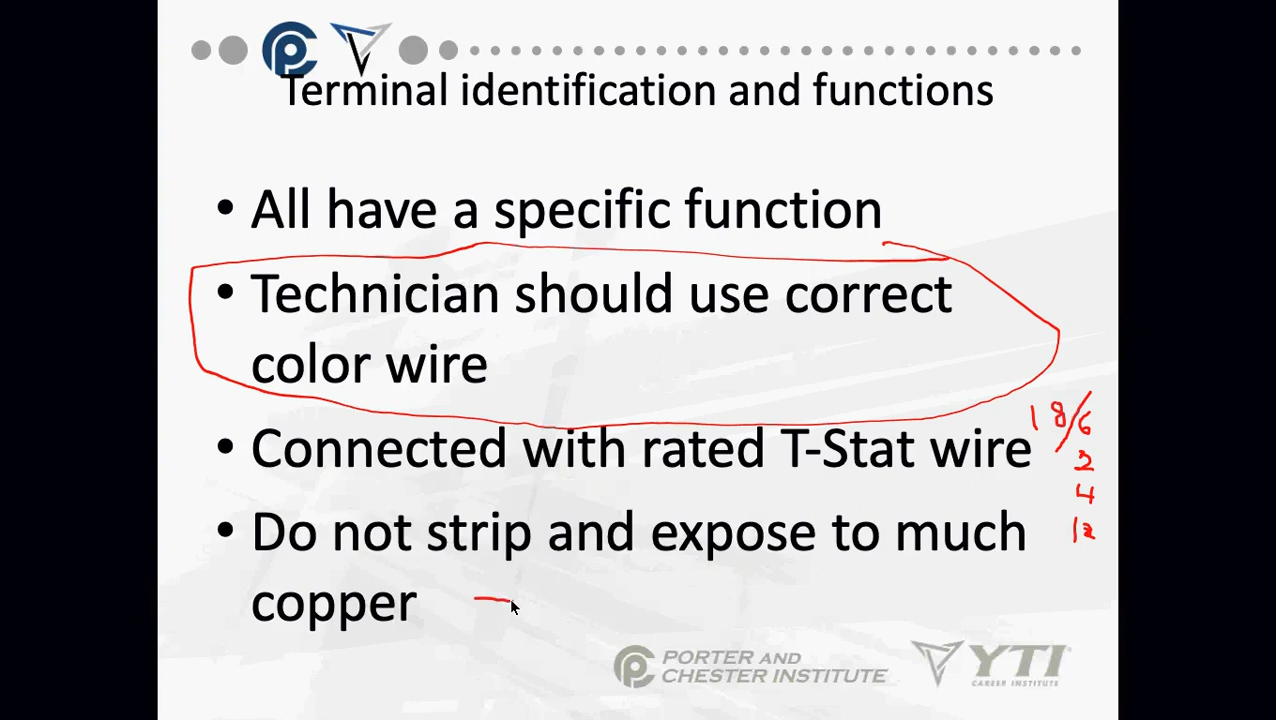 Terminal identification and functions
• All have a specific function
• Technician should use correct
color wire
18/6
• Connected with rated T-Stat wire
2
4
12
• Do not strip and expose to much
copper
PORTER AND
CHESTER INSTITUTE
YTI
CAREER INSTITUTE